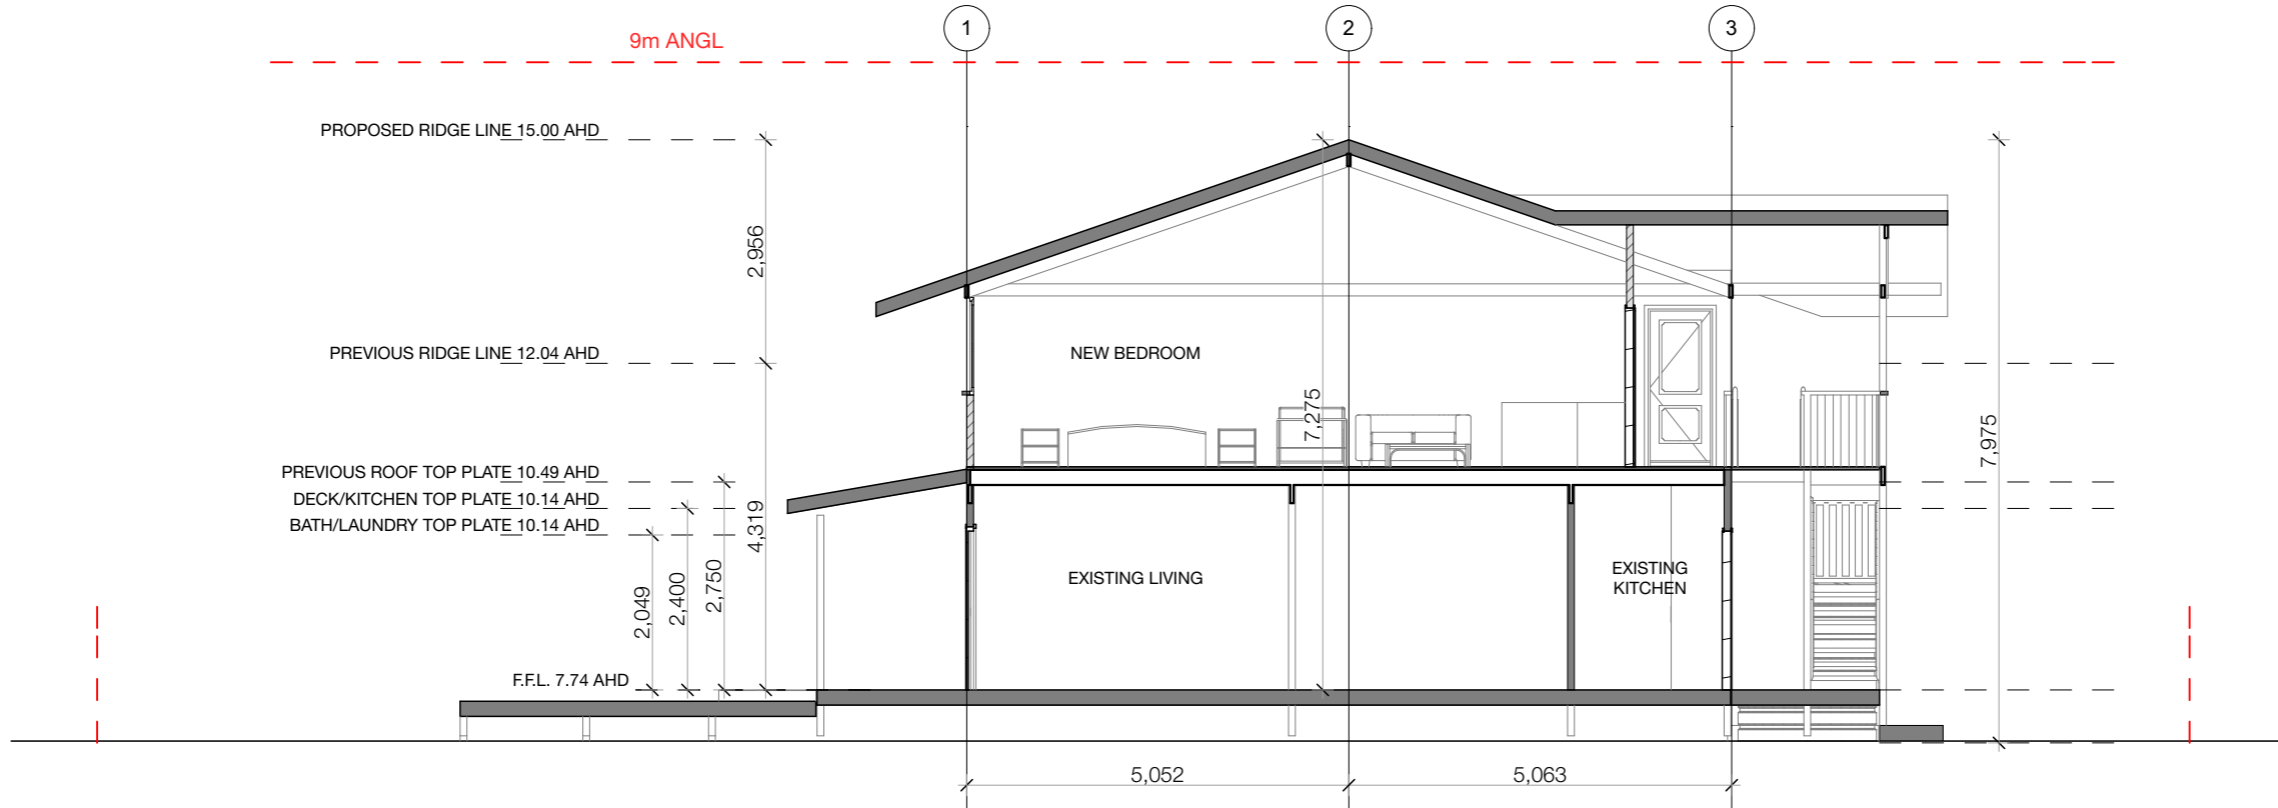 1
2
3
9m ANGL
PROPOSED RIDGE LINE 15.00 AHD
2,956
PREVIOUS RIDGE LINE 12.04 AHD
NEW BEDROOM
7,275
7,975
PREVIOUS ROOF TOP PLATE 10.49 AHD
DECK/KITCHEN TOP PLATE 10.14 AHD
BATH/LAUNDRY TOP PLATE 10.14 AHD
4,319
2,750
2,400
2,049
EXISTING LIVING
EXISTING
KITCHEN
F.F.L. 7.74 AHD
5,052
5,063